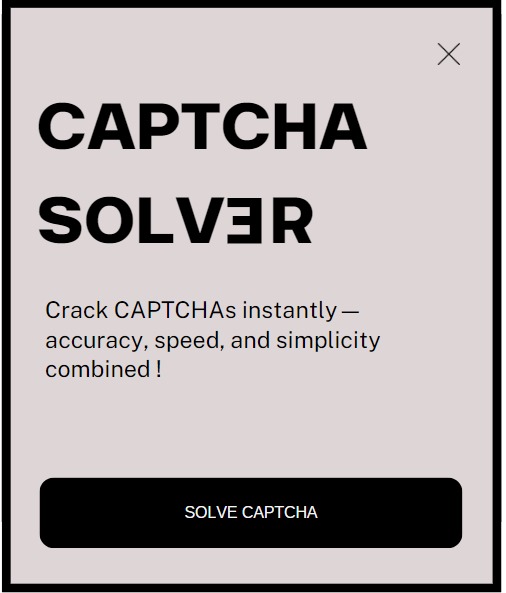 CAPTCHA
SOLVƎR
Crack CAPTCHAs instantly—
accuracy, speed, and simplicity
combined !
SOLVE CAPTCHA